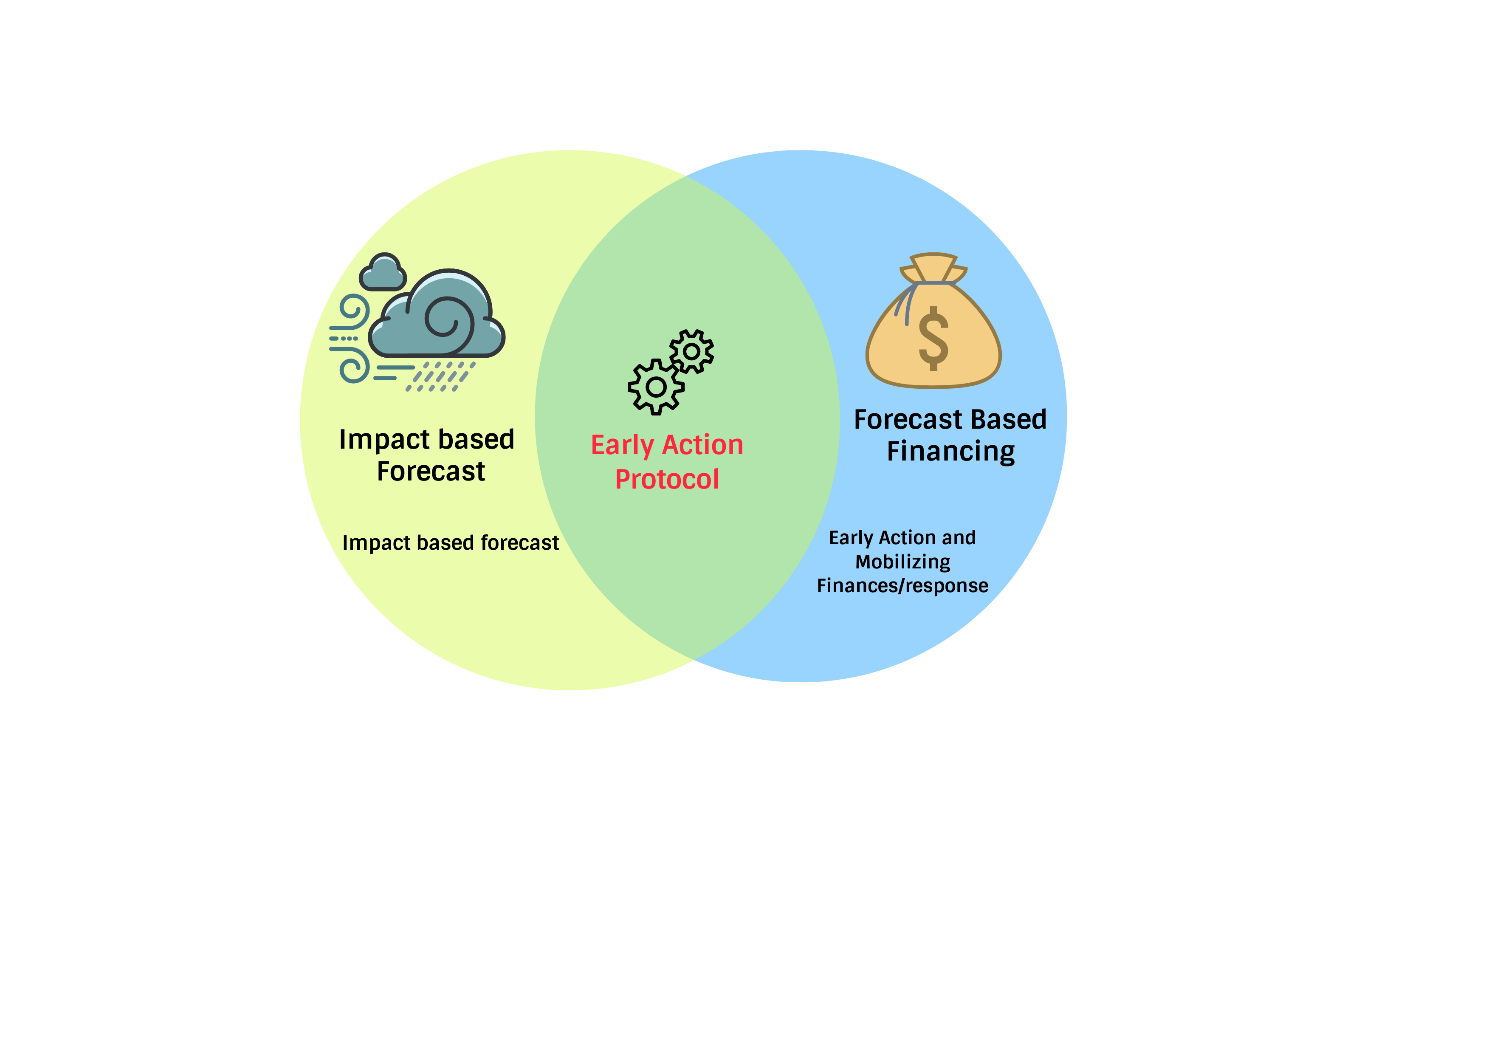 Impact based
Forecast
Impact based forecast
Early Action
Protocol
$
Forecast Based
Financing
Early Action and
Mobilizing
Finances/response